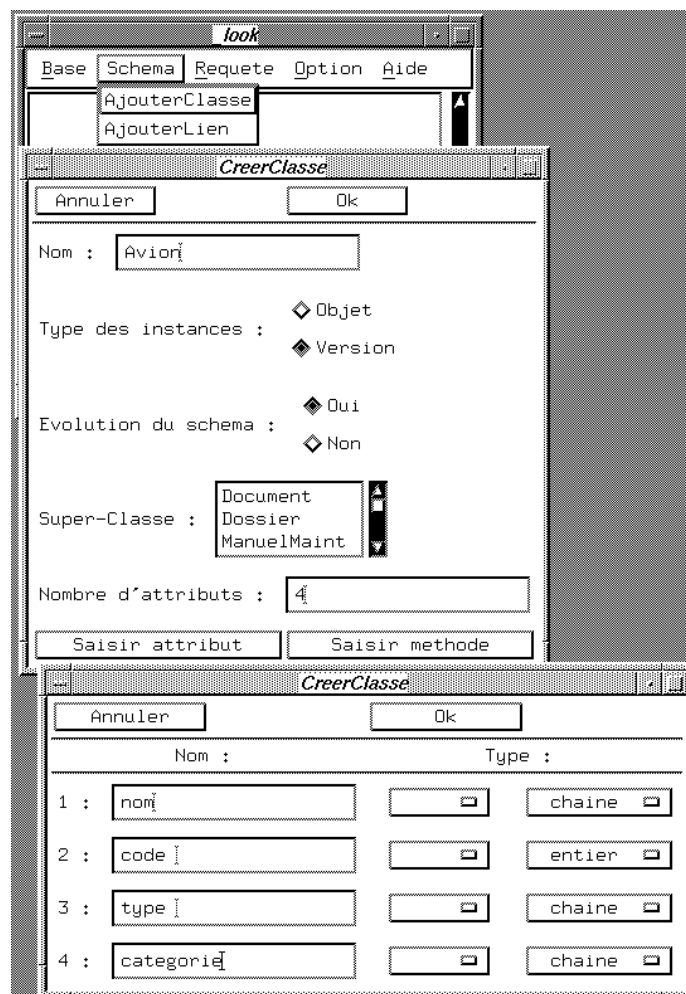 _look
Base Schema Requete Option Aide
AjouterClasse
AjouterLien
CreerClasse
Annuler Ok
Nom : Avion
Type des instances :
Objet
Version
Evolution du schema :
Oui
Non
Super-Classe :
Document
Dossier
ManuelMaint
Nombre d'attributs : 4
Saisir attribut Saisir methode
CreerClasse
Annuler Ok
Nom : Type :
1 : nom chaine
2 : code entier
3 : type chaine
4 : categorie chaine